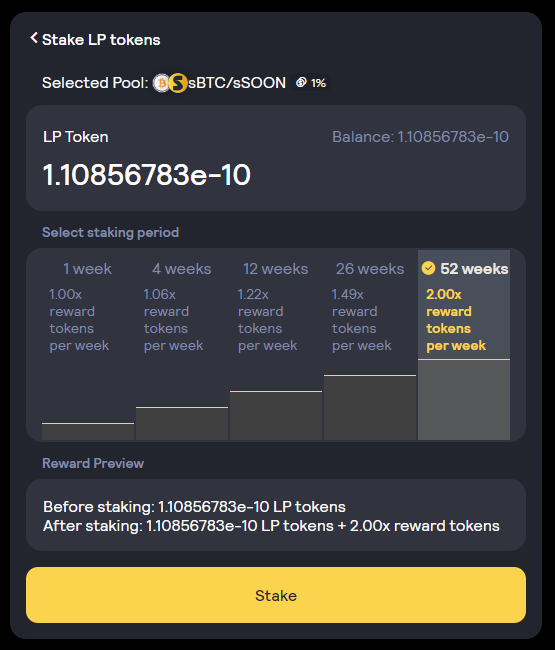 Stake LP tokens
Selected Pool: sBTC/sSOON 1%
LP Token Balance: 1.10856783e-10
1.10856783e-10
Select staking period
1 week 4 weeks 12 weeks 26 weeks 52 weeks
1.00x 1.06x 1.22x 1.49x 2.00x
reward reward reward reward reward
tokens tokens tokens tokens tokens
per week per week per week per week per week
Reward Preview
Before staking: 1.10856783e-10 LP tokens
After staking: 1.10856783e-10 LP tokens + 2.00x reward tokens
Stake